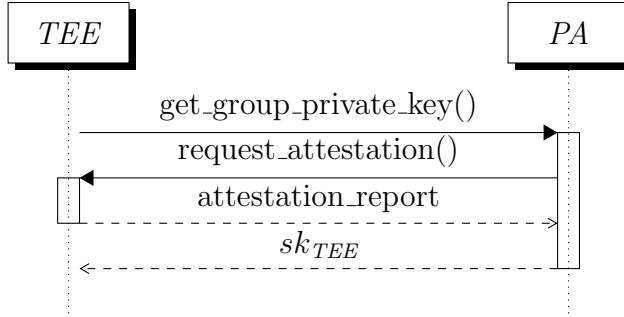 TEE PA
get_group_private_key()
request_attestation()
attestation_report
sk_TEE